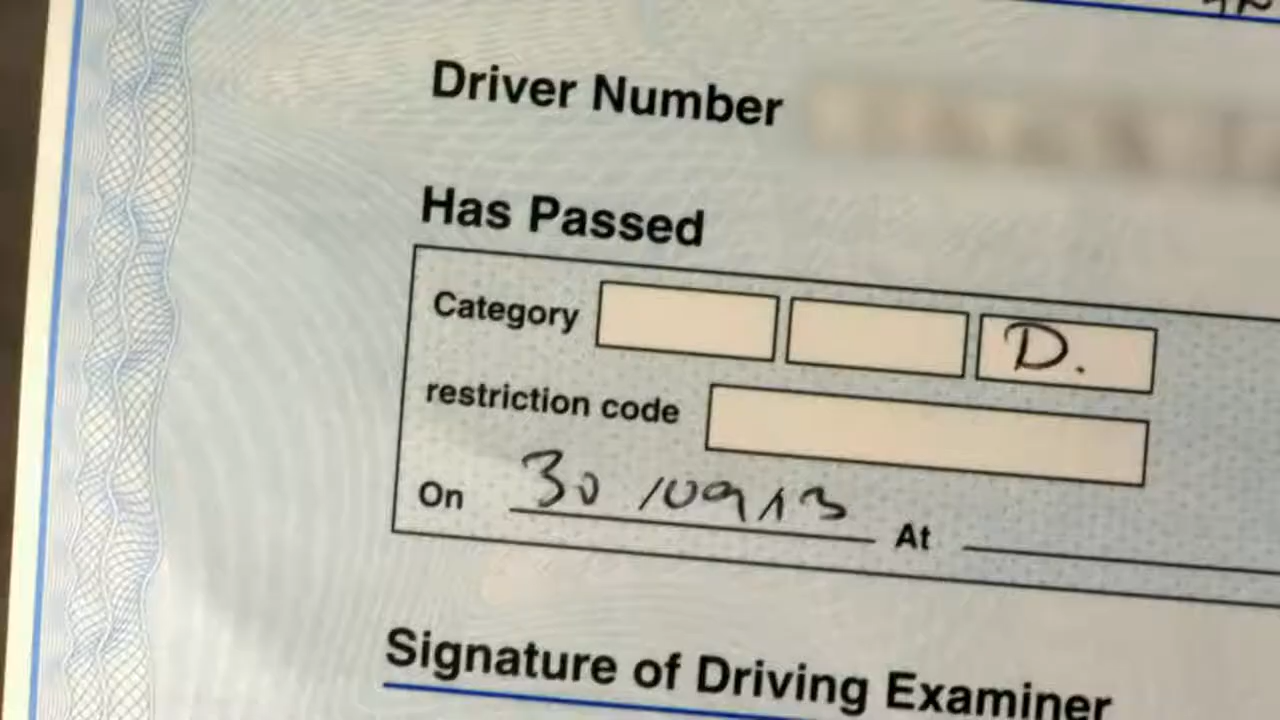 Driver Number
Has Passed
Category D.
restriction code
On 30/09/13 At
Signature of Driving Examiner